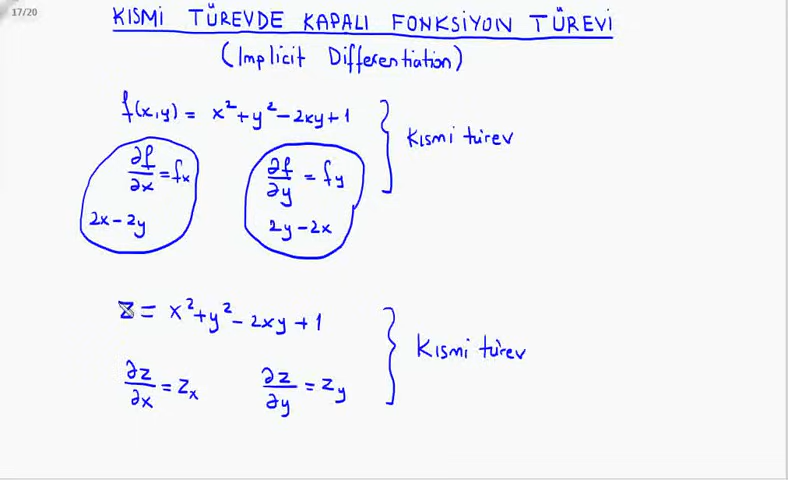 17/20
KISMİ TÜREVDE KAPALI FONKSİYON TÜREVİ
(Implicit Differentiation)
f(x,y) = x² + y² - 2xy + 1
Kısmi türev
∂f/∂x = fx
∂f/∂y = fy
2x - 2y
2y - 2x
z = x² + y² - 2xy + 1
Kısmi türev
∂z/∂x = zx
∂z/∂y = zy